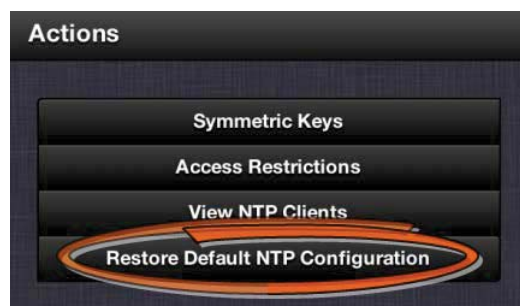 Actions
Symmetric Keys
Access Restrictions
View NTP Clients
Restore Default NTP Configuration